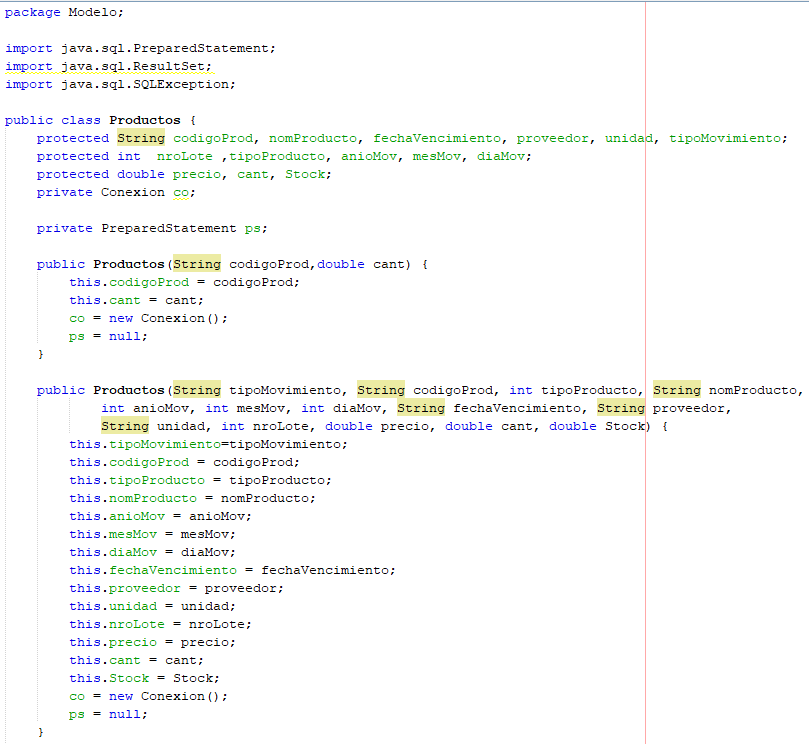 package Modelo;
import java.sql.PreparedStatement;
import java.sql.ResultSet;
import java.sql.SQLException;
public class Productos {
protected String codigoProd, nomProducto, fechaVencimiento, proveedor, unidad, tipoMovimiento;
protected int  nroLote ,tipoProducto, anioMov, mesMov, diaMov;
protected double precio, cant, Stock;
private Conexion co;
private PreparedStatement ps;
public Productos(String codigoProd,double cant) {
this.codigoProd = codigoProd;
this.cant = cant;
co = new Conexion();
ps = null;
}
public Productos(String tipoMovimiento, String codigoProd, int tipoProducto, String nomProducto,
int anioMov, int mesMov, int diaMov, String fechaVencimiento, String proveedor,
String unidad, int nroLote, double precio, double cant, double Stock) {
this.tipoMovimiento=tipoMovimiento;
this.codigoProd = codigoProd;
this.tipoProducto = tipoProducto;
this.nomProducto = nomProducto;
this.anioMov = anioMov;
this.mesMov = mesMov;
this.diaMov = diaMov;
this.fechaVencimiento = fechaVencimiento;
this.proveedor = proveedor;
this.unidad = unidad;
this.nroLote = nroLote;
this.precio = precio;
this.cant = cant;
this.Stock = Stock;
co = new Conexion();
ps = null;
}